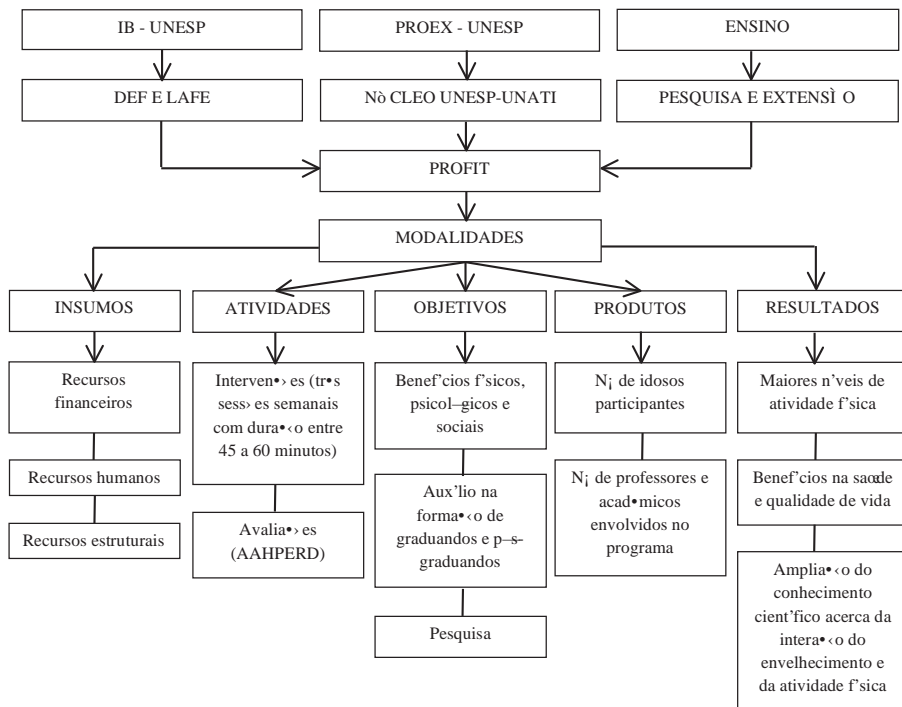 IB - UNESP
PROEX - UNESP
ENSINO
DEF E LAFE
Nò CLEO UNESP-UNATI
PESQUISA E EXTENSÌ O
PROFIT
MODALIDADES
INSUMOS
ATIVIDADES
OBJETIVOS
PRODUTOS
RESULTADOS
Recursos
financeiros
Recursos humanos
Recursos estruturais
Interven•› es (tr•s
sess› es semanais
com dura•‹o entre
45 a 60 minutos)
Avalia•› es
(AAHPERD)
Benef’cios f’sicos,
psicol—gicos e
sociais
Aux’lio na
forma•‹o de
graduandos e p—s-
graduandos
Pesquisa
N¡ de idosos
participantes
N¡ de professores e
acad•micos
envolvidos no
programa
Maiores n’veis de
atividade f’sica
Benef’cios na saœde
e qualidade de vida
Amplia•‹o do
conhecimento
cient’fico acerca da
intera•‹o do
envelhecimento e
da atividade f’sica